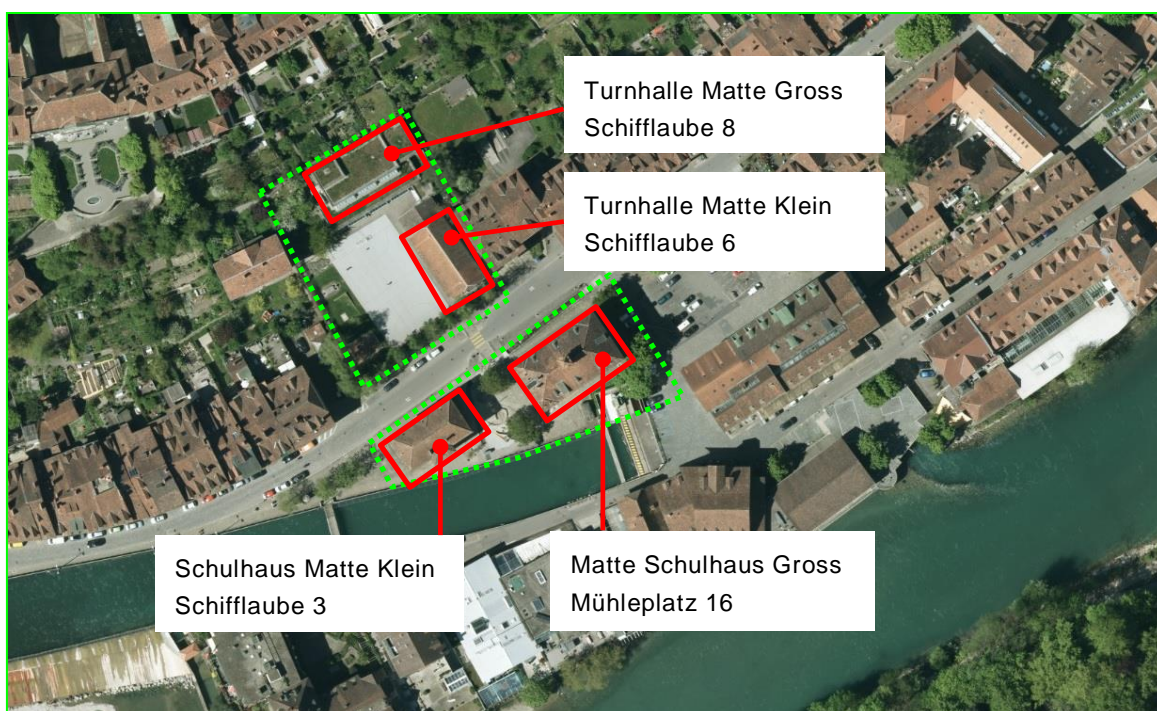 Turnhalle Matte Gross
Schifflaube 8
Turnhalle Matte Klein
Schifflaube 6
Schulhaus Matte Klein
Schifflaube 3
Matte Schulhaus Gross
Mühleplatz 16